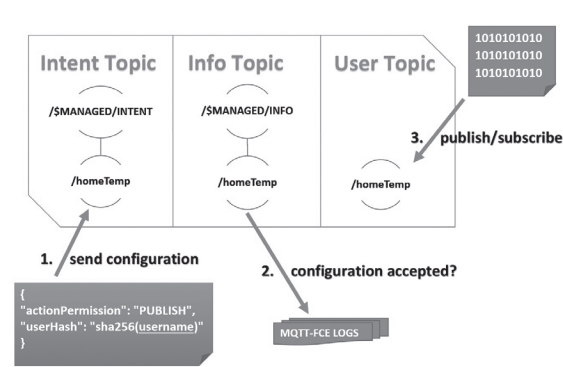 1010101010
1010101010
1010101010
Intent Topic
Info Topic
User Topic
/$MANAGED/INTENT
/$MANAGED/INFO
3. publish/subscribe
/homeTemp
/homeTemp
/homeTemp
1. send configuration
2. configuration accepted?
{
"actionPermission": "PUBLISH",
"userHash": "sha256(username)"
}
MQTT-FCE LOGS